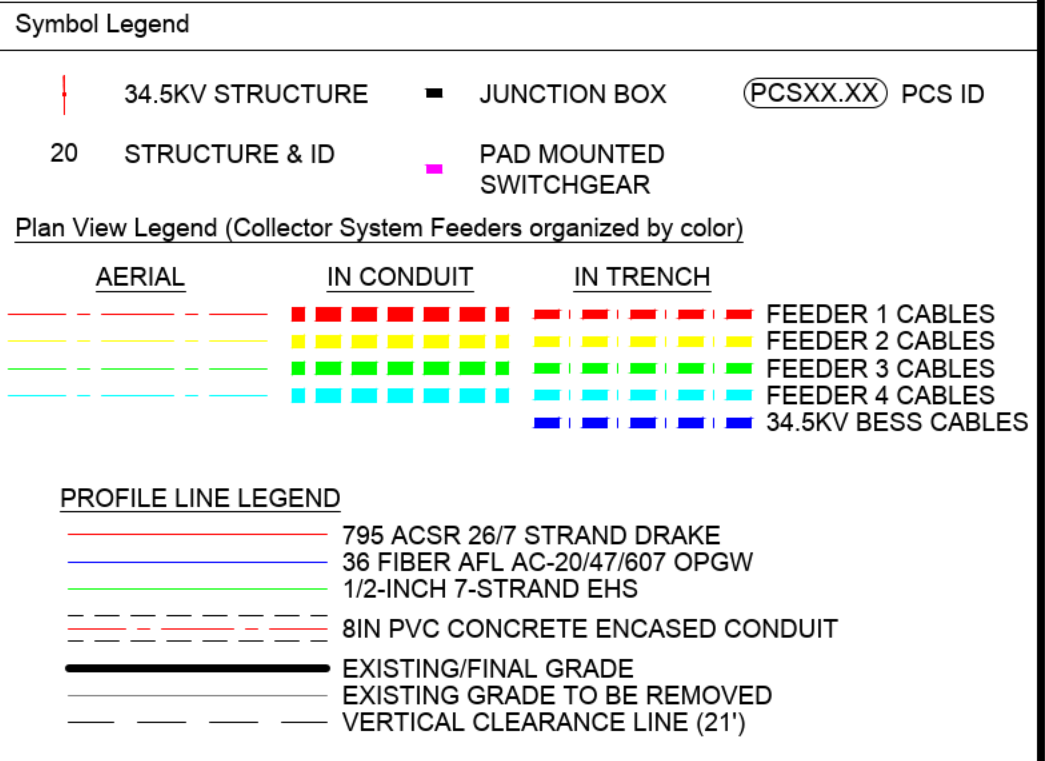 Symbol Legend
34.5KV STRUCTURE
JUNCTION BOX
PCSXX.XX PCS ID
20 STRUCTURE & ID
PAD MOUNTED
SWITCHGEAR
Plan View Legend (Collector System Feeders organized by color)
AERIAL IN CONDUIT IN TRENCH
FEEDER 1 CABLES
FEEDER 2 CABLES
FEEDER 3 CABLES
FEEDER 4 CABLES
34.5KV BESS CABLES
PROFILE LINE LEGEND
795 ACSR 26/7 STRAND DRAKE
36 FIBER AFL AC-20/47/607 OPGW
1/2-INCH 7-STRAND EHS
8IN PVC CONCRETE ENCASED CONDUIT
EXISTING/FINAL GRADE
EXISTING GRADE TO BE REMOVED
VERTICAL CLEARANCE LINE (21')